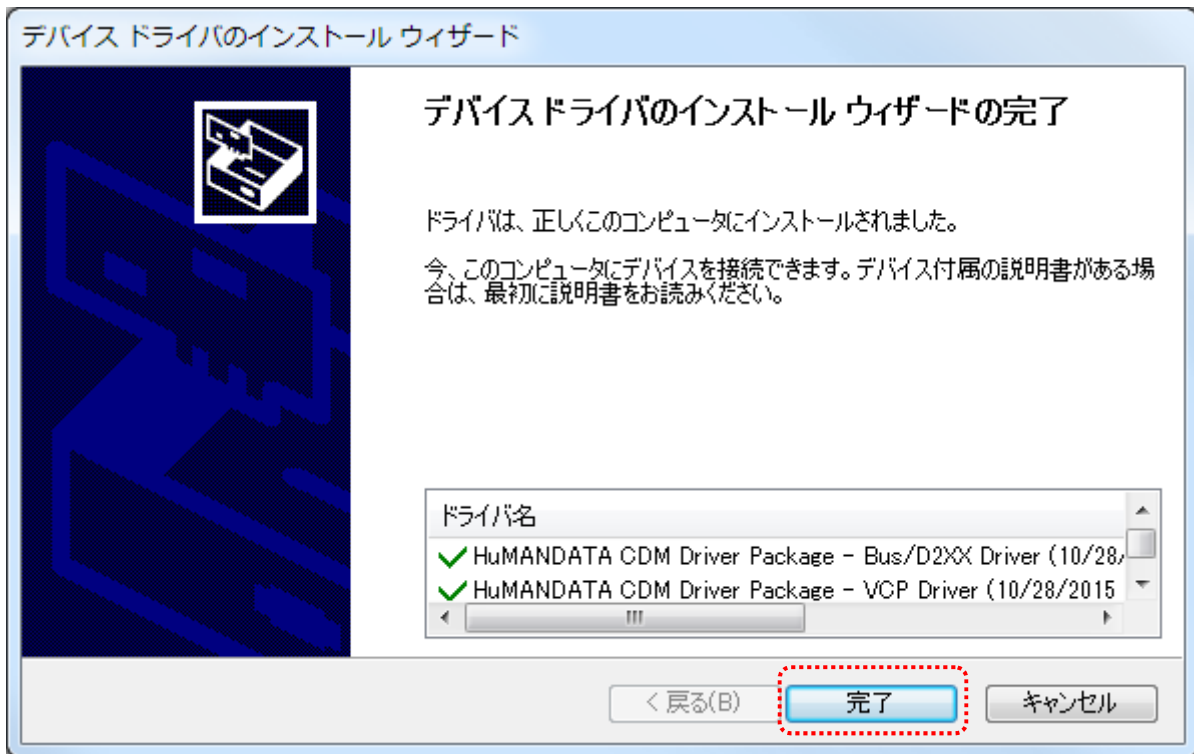 デバイス ドライバのインストール ウィザード
デバイス ドライバのインストール ウィザードの完了
ドライバは、正しくこのコンピュータにインストールされました。
今、このコンピュータにデバイスを接続できます。デバイス付属の説明書がある場
合は、最初に説明書をお読みください。
ドライバ名
HuMANDATA CDM Driver Package - Bus/D2XX Driver (10/28/
HuMANDATA CDM Driver Package - VCP Driver (10/28/2015
< 戻る(B)
完了
キャンセル